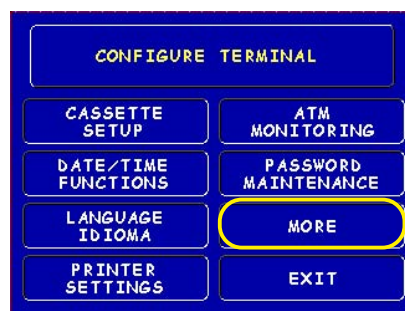 CONFIGURE TERMINAL
CASSETTE
SETUP
ATM
MONITORING
DATE/TIME
FUNCTIONS
PASSWORD
MAINTENANCE
LANGUAGE
IDIOMA
MORE
PRINTER
SETTINGS
EXIT